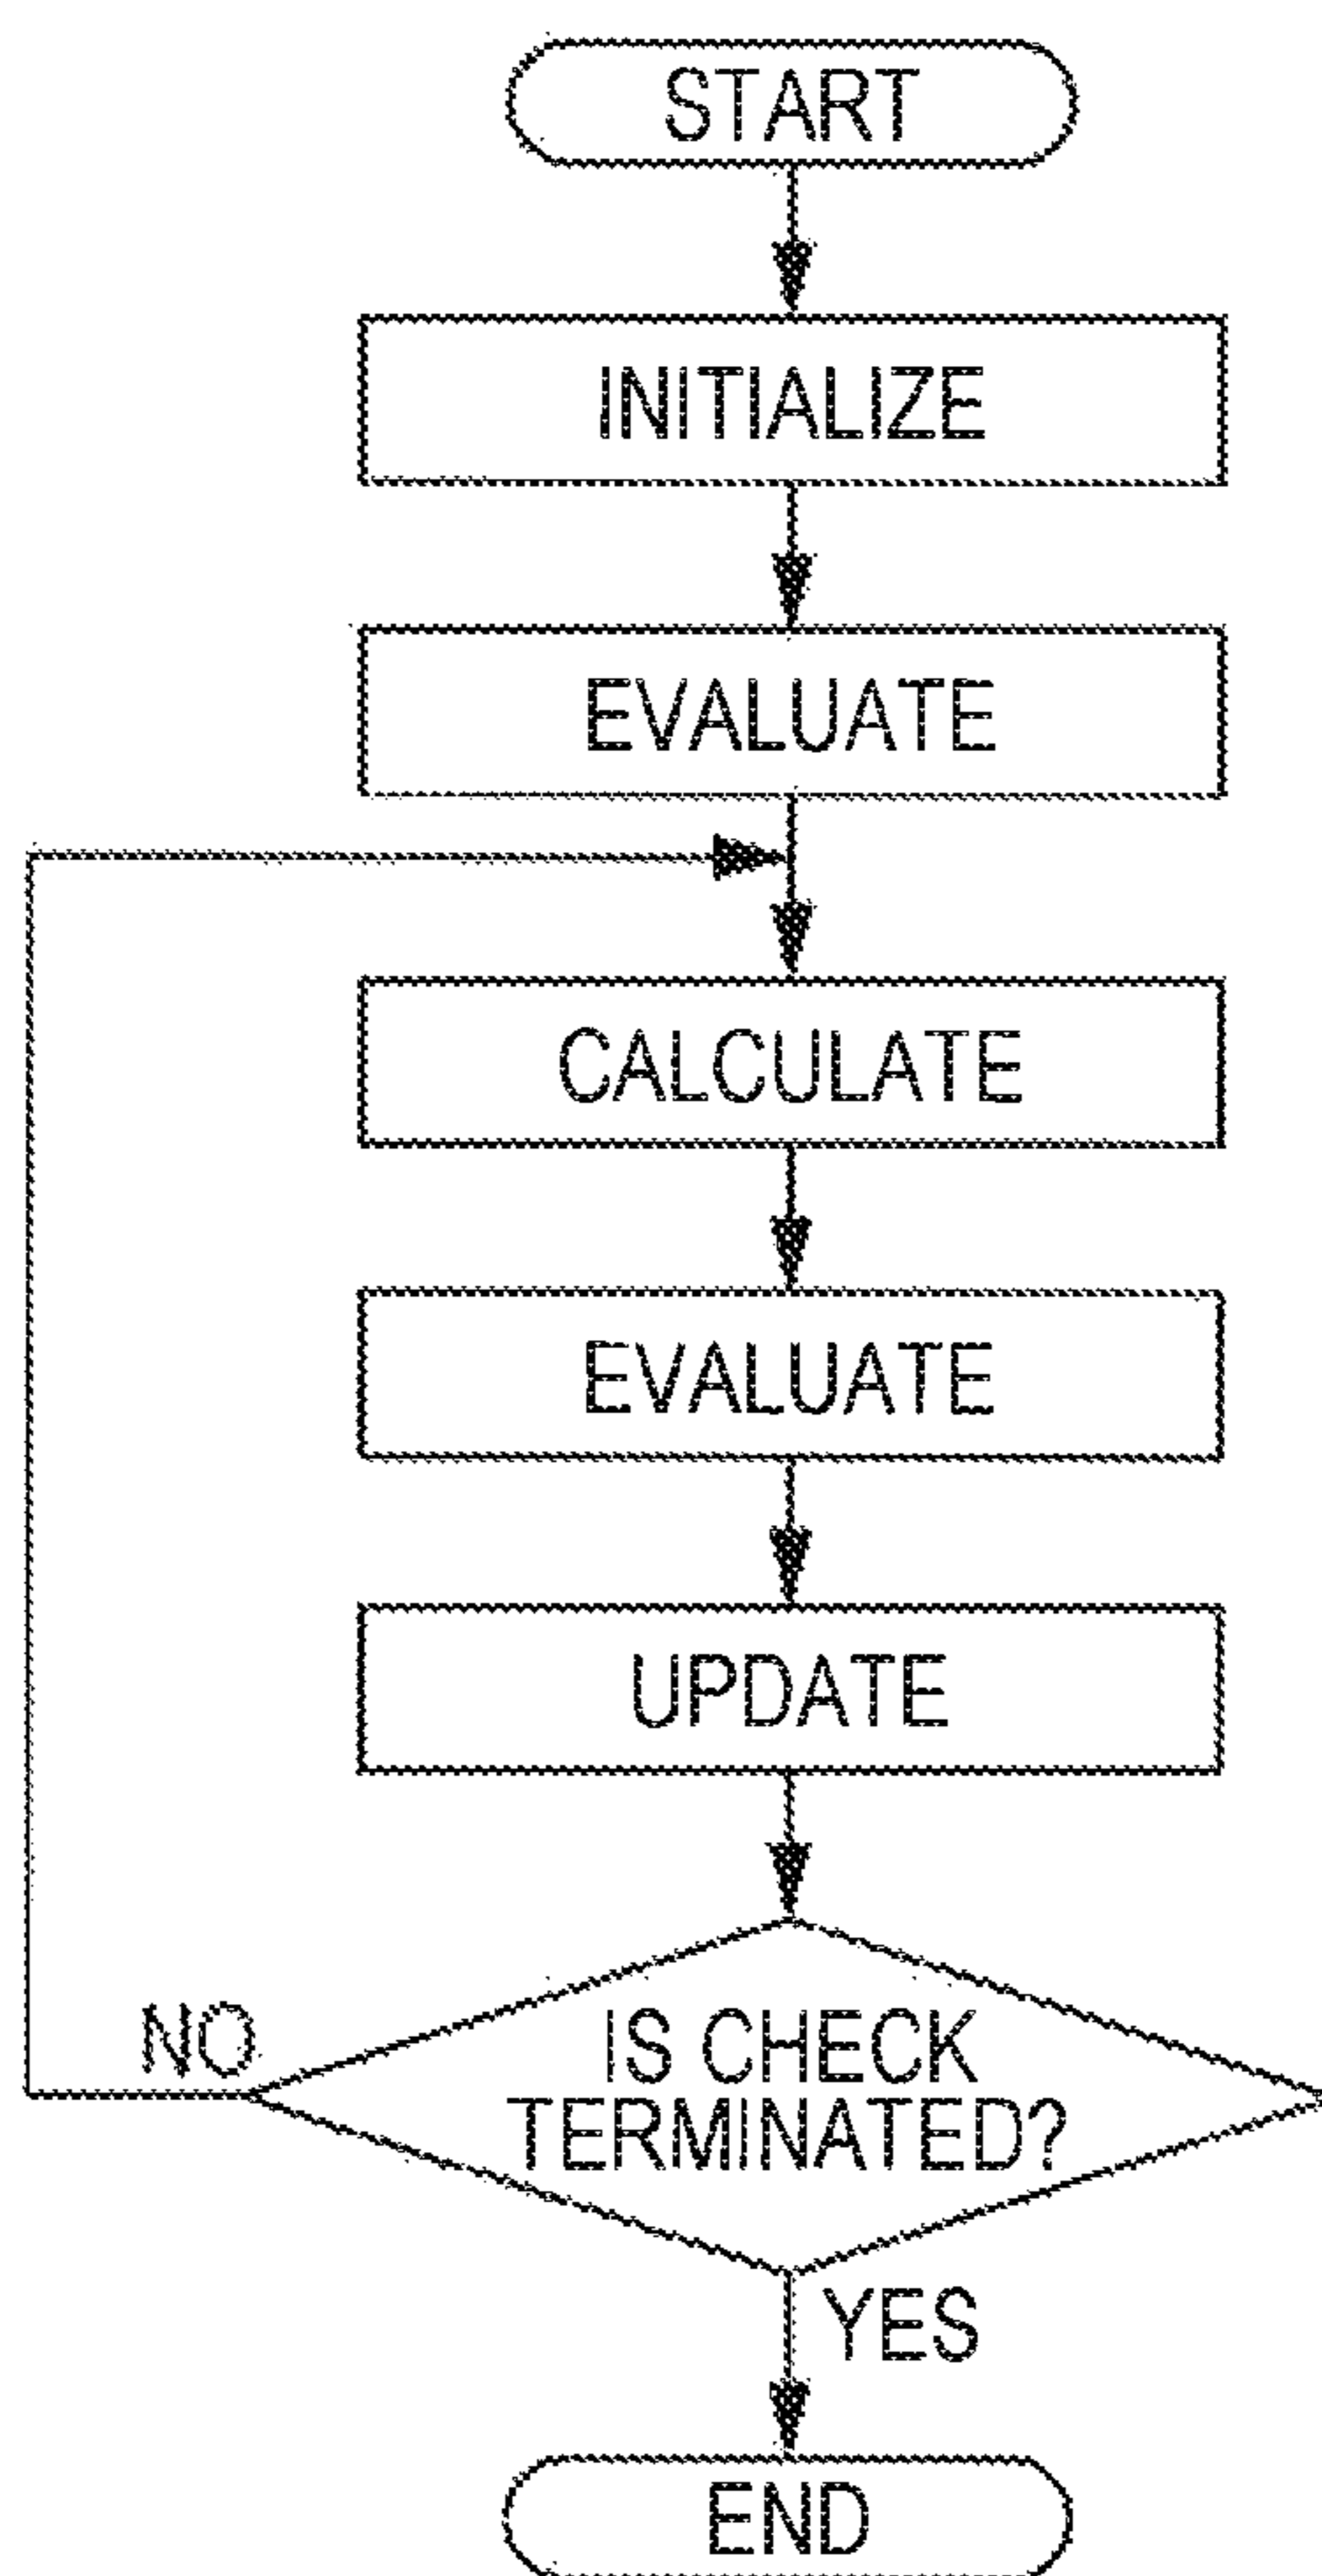 START
INITIALIZE
EVALUATE
CALCULATE
EVALUATE
UPDATE
NO
IS CHECK
TERMINATED?
YES
END